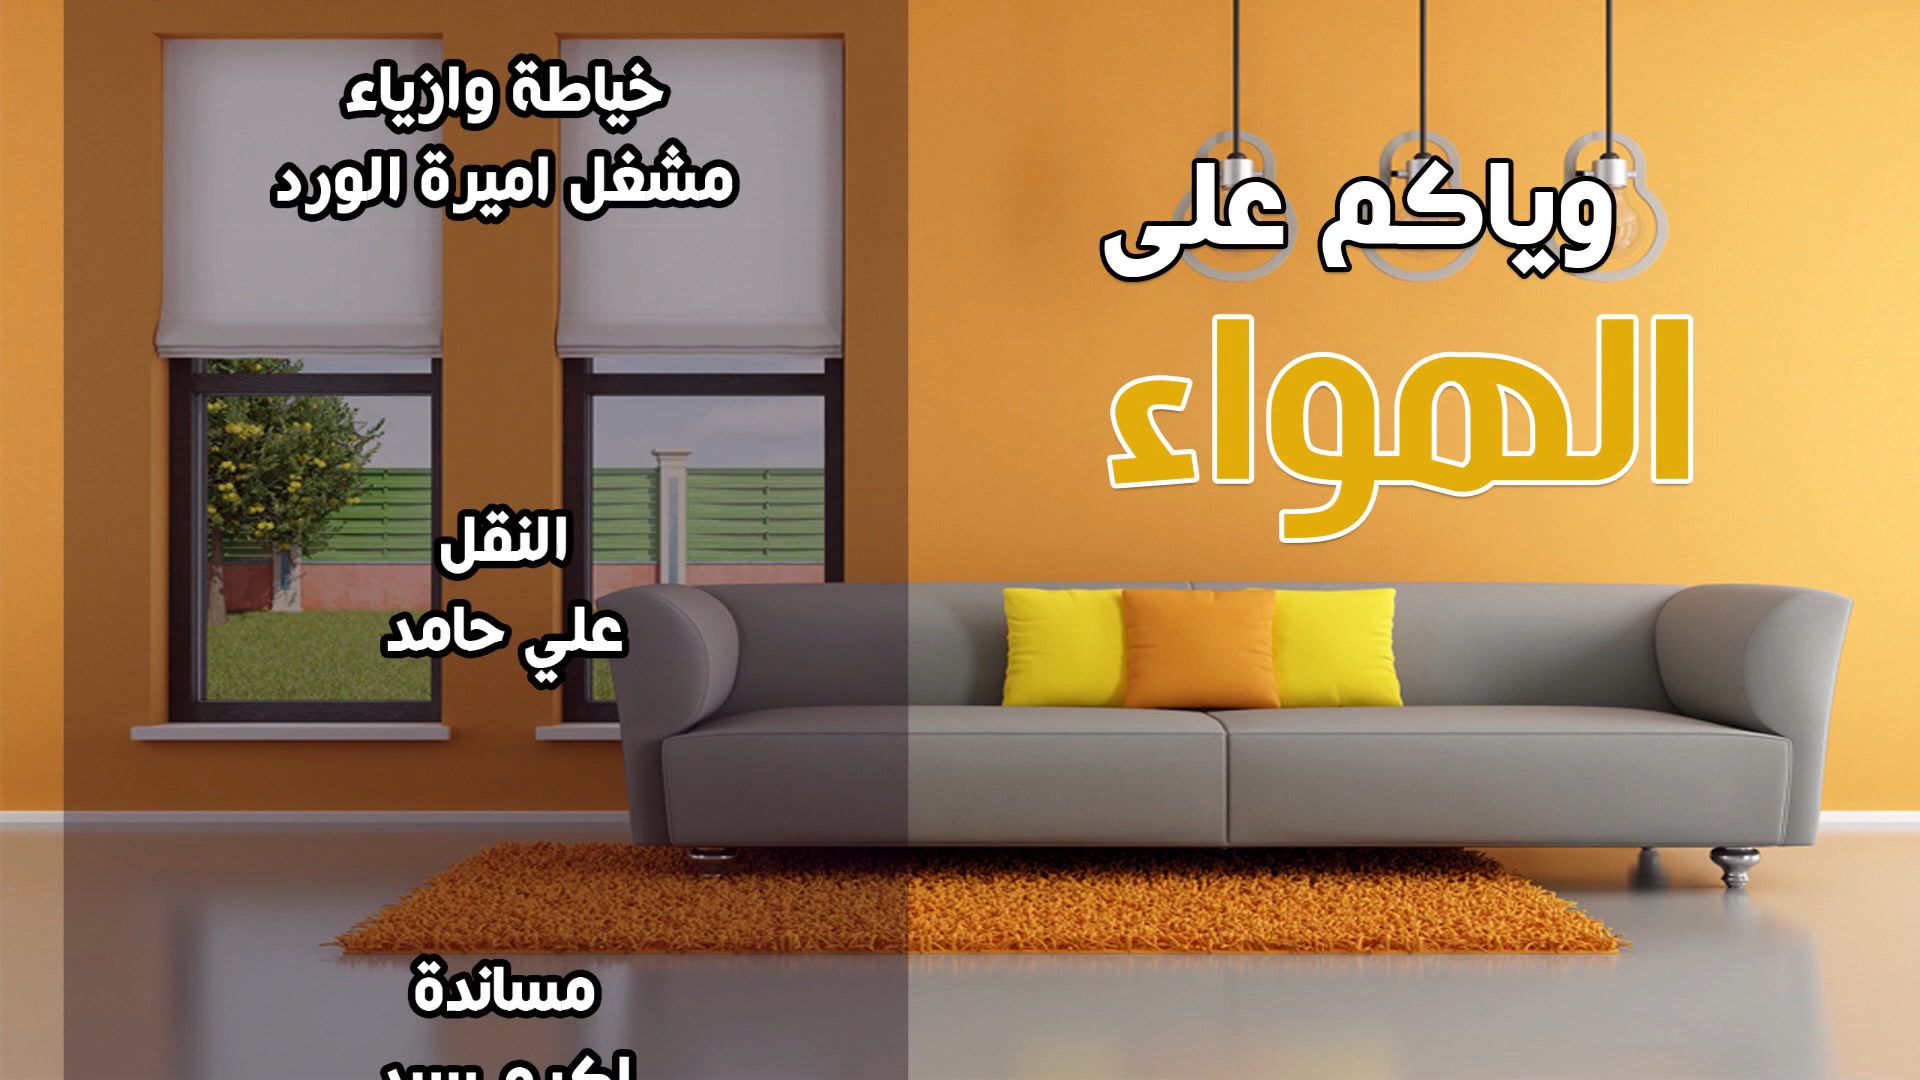 وياكم على
الهواء
خياطة وازياء
مشغل اميرة الورد
النقل
علي حامد
مساندة